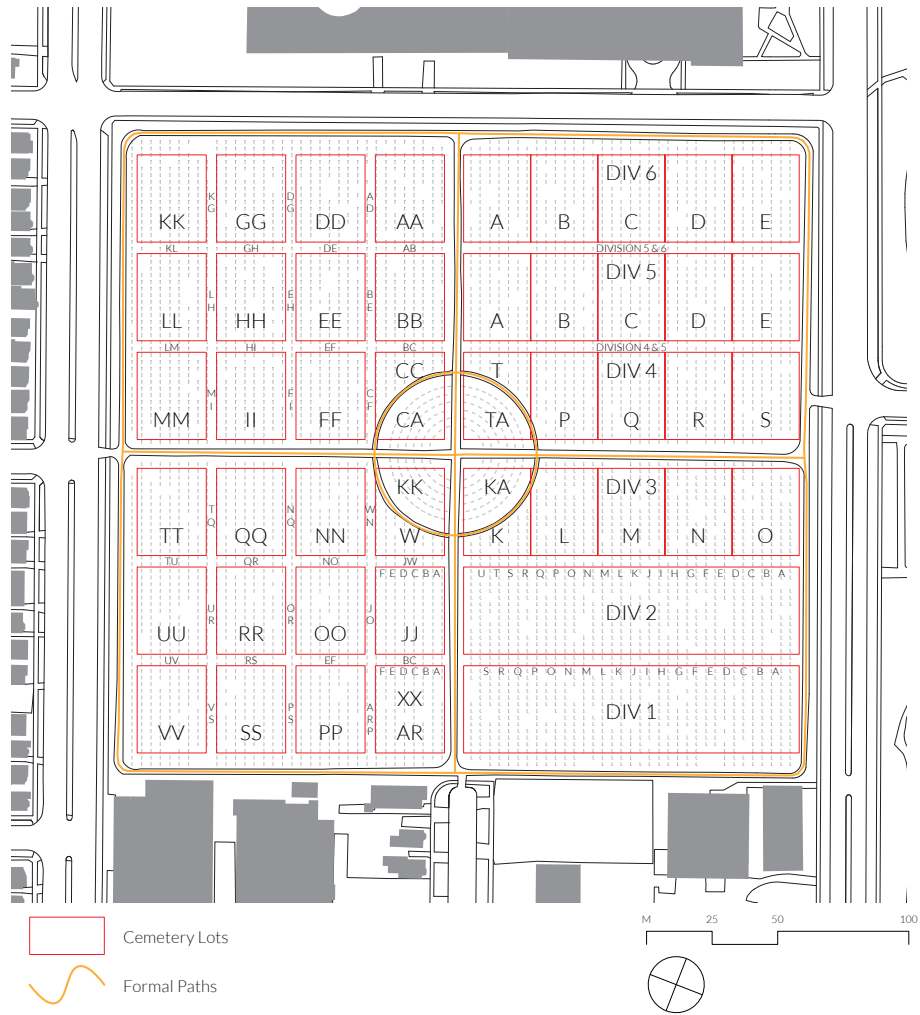 DIV 6
K G
D G
A D
KK GG DD AA A B C D E
KL GH DE AB DIVISION 5 & 6
DIV 5
L H
E H
B E
LL HH EE BB A B C D E
LM HI EF BC DIVISION 4 & 5
CC T DIV 4
M I
F I
C F
MM II FF CA TA P Q R S
KK KA DIV 3
T Q
N Q
W N
TT QQ NN W K L M N O
TU QR NO JW
F E D C B A U T S R Q P O N M L K J I H G F E D C B A
DIV 2
U R
O R
J O
UU RR OO JJ
UV RS EF BC
F E D C B A S R Q P O N M L K J I H G F E D C B A
XX DIV 1
V S
P S
A R P
VV SS PP AR
M 25 50 100
Cemetery Lots
Formal Paths